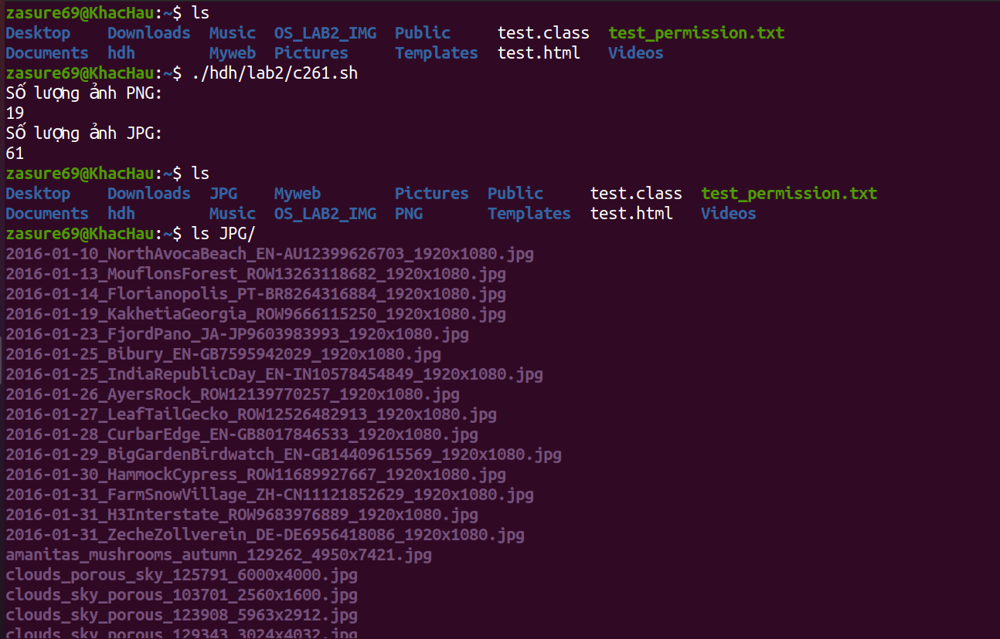 zasure69@KhacHau:~$ ls
Desktop Downloads Music OS_LAB2_IMG Public test.class test_permission.txt
Documents hdh Myweb Pictures Templates test.html Videos
zasure69@KhacHau:~$ ./hdh/lab2/c261.sh
Số lượng ảnh PNG:
19
Số lượng ảnh JPG:
61
zasure69@KhacHau:~$ ls
Desktop Downloads JPG Myweb Pictures Public test.class test_permission.txt
Documents hdh Music OS_LAB2_IMG PNG Templates test.html Videos
zasure69@KhacHau:~$ ls JPG/
2016-01-10_NorthAvocaBeach_EN-AU12399626703_1920x1080.jpg
2016-01-13_MouflonsForest_ROW13263118682_1920x1080.jpg
2016-01-14_Florianopolis_PT-BR8264316884_1920x1080.jpg
2016-01-19_KakhetiaGeorgia_ROW9666115250_1920x1080.jpg
2016-01-23_FjordPano_JA-JP9603983993_1920x1080.jpg
2016-01-25_Bibury_EN-GB7595942029_1920x1080.jpg
2016-01-25_IndiaRepublicDay_EN-IN10578454849_1920x1080.jpg
2016-01-26_AyersRock_ROW12139770257_1920x1080.jpg
2016-01-27_LeafTailGecko_ROW12526482913_1920x1080.jpg
2016-01-28_CurbarEdge_EN-GB8017846533_1920x1080.jpg
2016-01-29_BigGardenBirdwatch_EN-GB14409615569_1920x1080.jpg
2016-01-30_HammockCypress_ROW11689927667_1920x1080.jpg
2016-01-31_FarmSnowVillage_ZH-CN11121852629_1920x1080.jpg
2016-01-31_H3Interstate_ROW9683976889_1920x1080.jpg
2016-01-31_ZecheZollverein_DE-DE6956418086_1920x1080.jpg
amanitas_mushrooms_autumn_129262_4950x7421.jpg
clouds_porous_sky_125791_6000x4000.jpg
clouds_sky_porous_103701_2560x1600.jpg
clouds_sky_porous_123908_5963x2912.jpg
clouds_sky_porous_129343_3024x4032.jpg